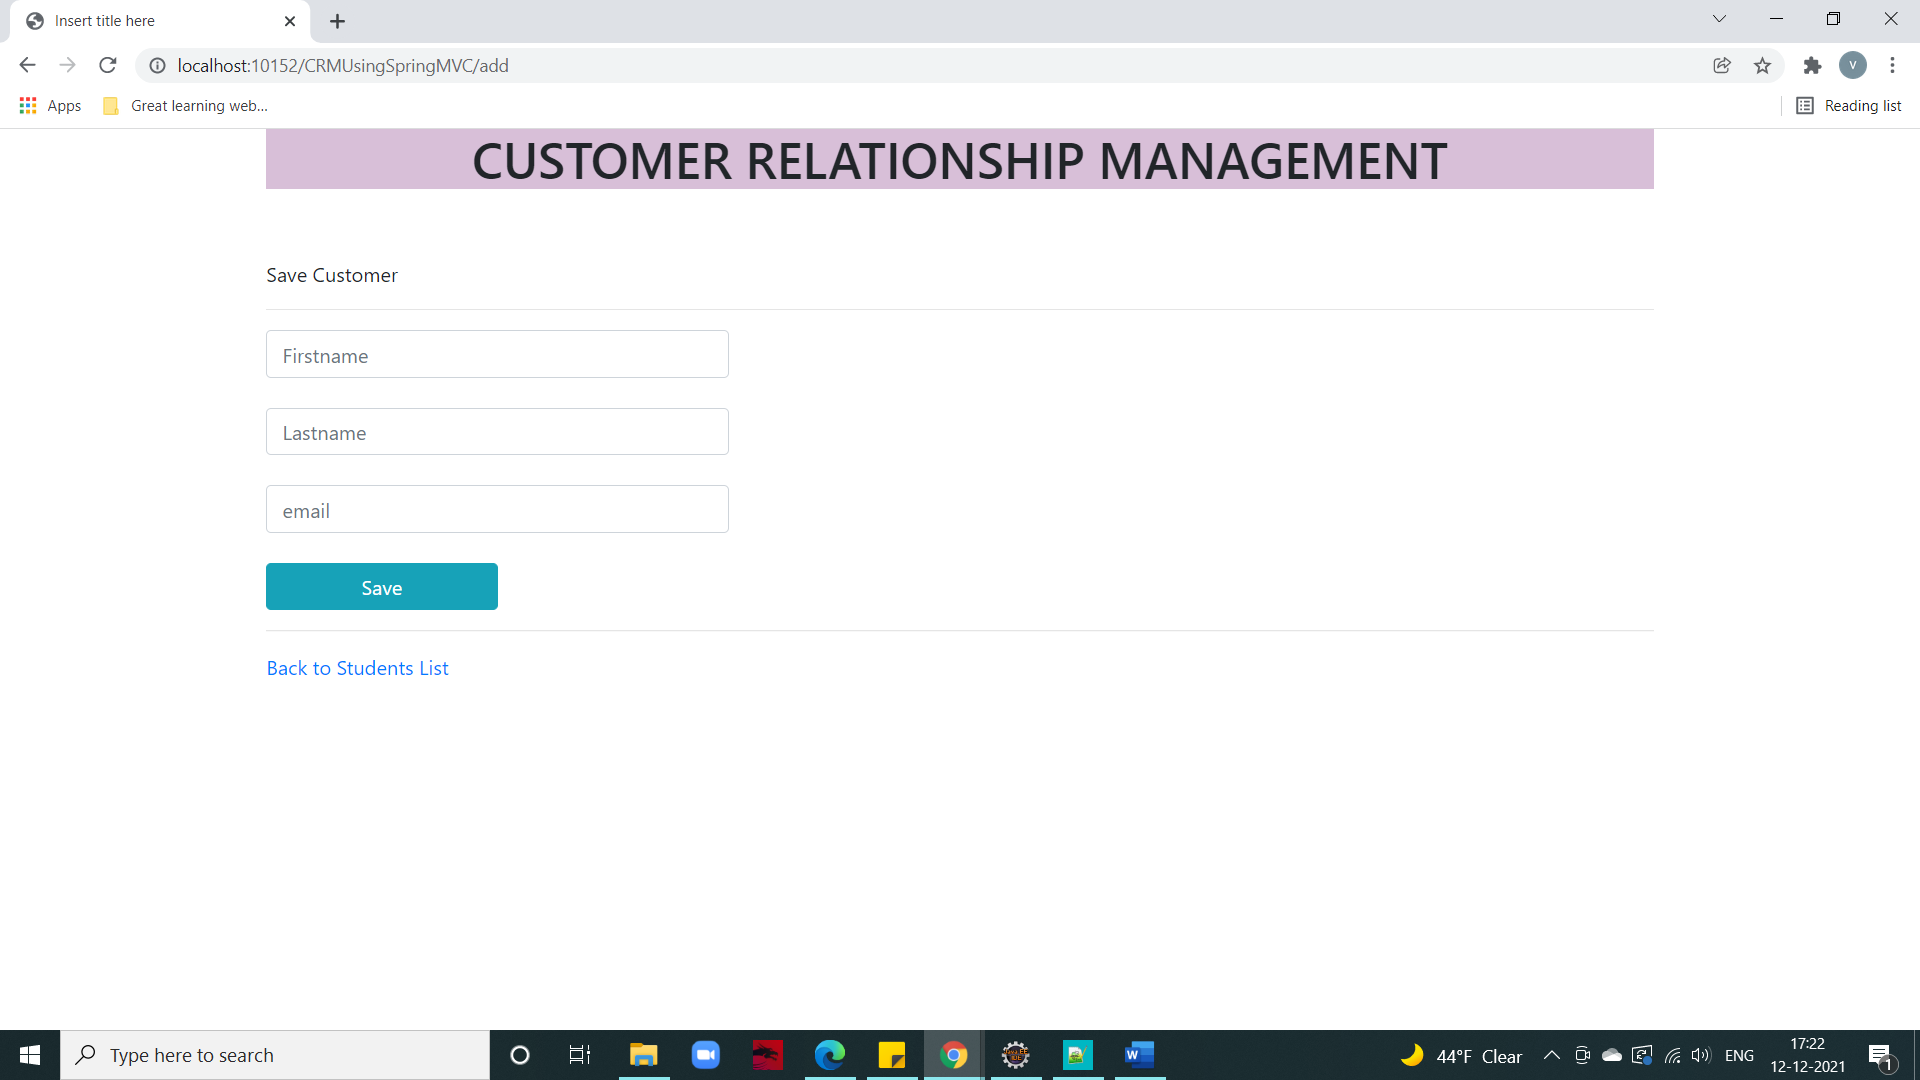 Insert title here
localhost:10152/CRMUsingSpringMVC/add
V
Apps
Great learning web...
Reading list
CUSTOMER RELATIONSHIP MANAGEMENT
Save Customer
Firstname
Lastname
email
Save
Back to Students List
Type here to search
W
44°F Clear
ENG
17:22
12-12-2021
1